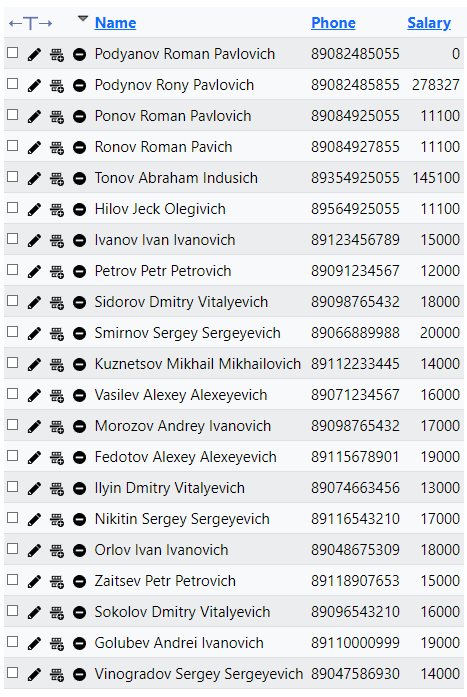 Name Phone Salary
Podyanov Roman Pavlovich 89082485055 0
Podynov Rony Pavlovich 89082485855 278327
Ponov Roman Pavlovich 89084925055 11100
Ronov Roman Pavich 89084927855 11100
Tonov Abraham Indusich 89354925055 145100
Hilov Jeck Olegivich 89564925055 11100
Ivanov Ivan Ivanovich 89123456789 15000
Petrov Petr Petrovich 89091234567 12000
Sidorov Dmitry Vitalyevich 89098765432 18000
Smirnov Sergey Sergeyevich 89066889988 20000
Kuznetsov Mikhail Mikhailovich 89112233445 14000
Vasilev Alexey Alexeyevich 89071234567 16000
Morozov Andrey Ivanovich 89098765432 17000
Fedotov Alexey Alexeyevich 89115678901 19000
Ilyin Dmitry Vitalyevich 89074663456 13000
Nikitin Sergey Sergeyevich 89116543210 17000
Orlov Ivan Ivanovich 89048675309 18000
Zaitsev Petr Petrovich 89118907653 15000
Sokolov Dmitry Vitalyevich 89096543210 16000
Golubev Andrei Ivanovich 89110000999 19000
Vinogradov Sergey Sergeyevich 89047586930 14000